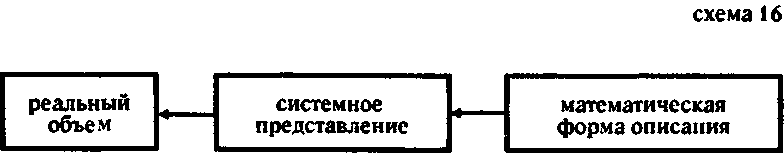 схема 16
реальный
объем
системное
представление
математическая
форма описания